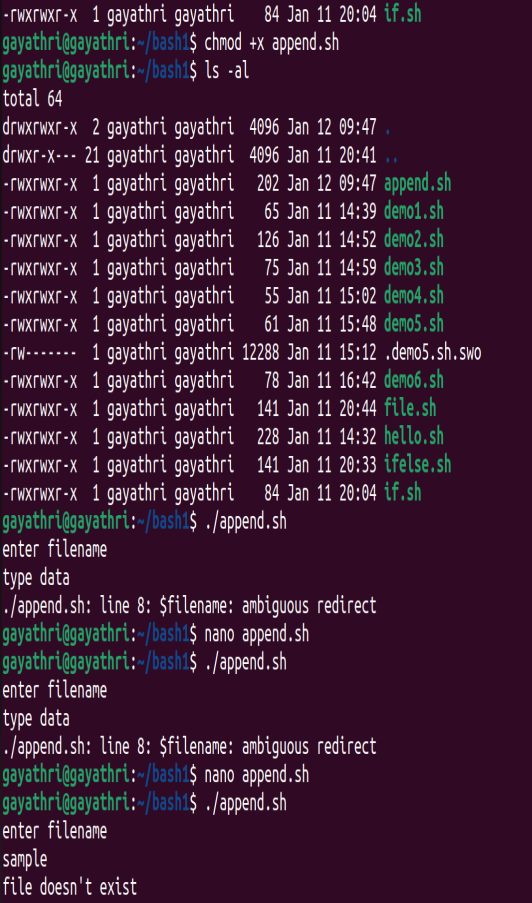 -rwxrwxr-x  1 gayathri gayathri    84 Jan 11 20:04 if.sh
gayathri@gayathri:~/bash1$ chmod +x append.sh
gayathri@gayathri:~/bash1$ ls -al
total 64
drwxrwxr-x  2 gayathri gayathri  4096 Jan 12 09:47 .
drwxr-x--- 21 gayathri gayathri  4096 Jan 11 20:41 ..
-rwxrwxr-x  1 gayathri gayathri   202 Jan 12 09:47 append.sh
-rwxrwxr-x  1 gayathri gayathri    65 Jan 11 14:39 demo1.sh
-rwxrwxr-x  1 gayathri gayathri   126 Jan 11 14:52 demo2.sh
-rwxrwxr-x  1 gayathri gayathri    75 Jan 11 14:59 demo3.sh
-rwxrwxr-x  1 gayathri gayathri    55 Jan 11 15:02 demo4.sh
-rwxrwxr-x  1 gayathri gayathri    61 Jan 11 15:48 demo5.sh
-rw-------  1 gayathri gayathri 12288 Jan 11 15:12 .demo5.sh.swo
-rwxrwxr-x  1 gayathri gayathri    78 Jan 11 16:42 demo6.sh
-rwxrwxr-x  1 gayathri gayathri   141 Jan 11 20:44 file.sh
-rwxrwxr-x  1 gayathri gayathri   228 Jan 11 14:32 hello.sh
-rwxrwxr-x  1 gayathri gayathri   141 Jan 11 20:33 ifelse.sh
-rwxrwxr-x  1 gayathri gayathri    84 Jan 11 20:04 if.sh
gayathri@gayathri:~/bash1$ ./append.sh
enter filename
type data
./append.sh: line 8: $filename: ambiguous redirect
gayathri@gayathri:~/bash1$ nano append.sh
gayathri@gayathri:~/bash1$ ./append.sh
enter filename
type data
./append.sh: line 8: $filename: ambiguous redirect
gayathri@gayathri:~/bash1$ nano append.sh
gayathri@gayathri:~/bash1$ ./append.sh
enter filename
sample
file doesn't exist